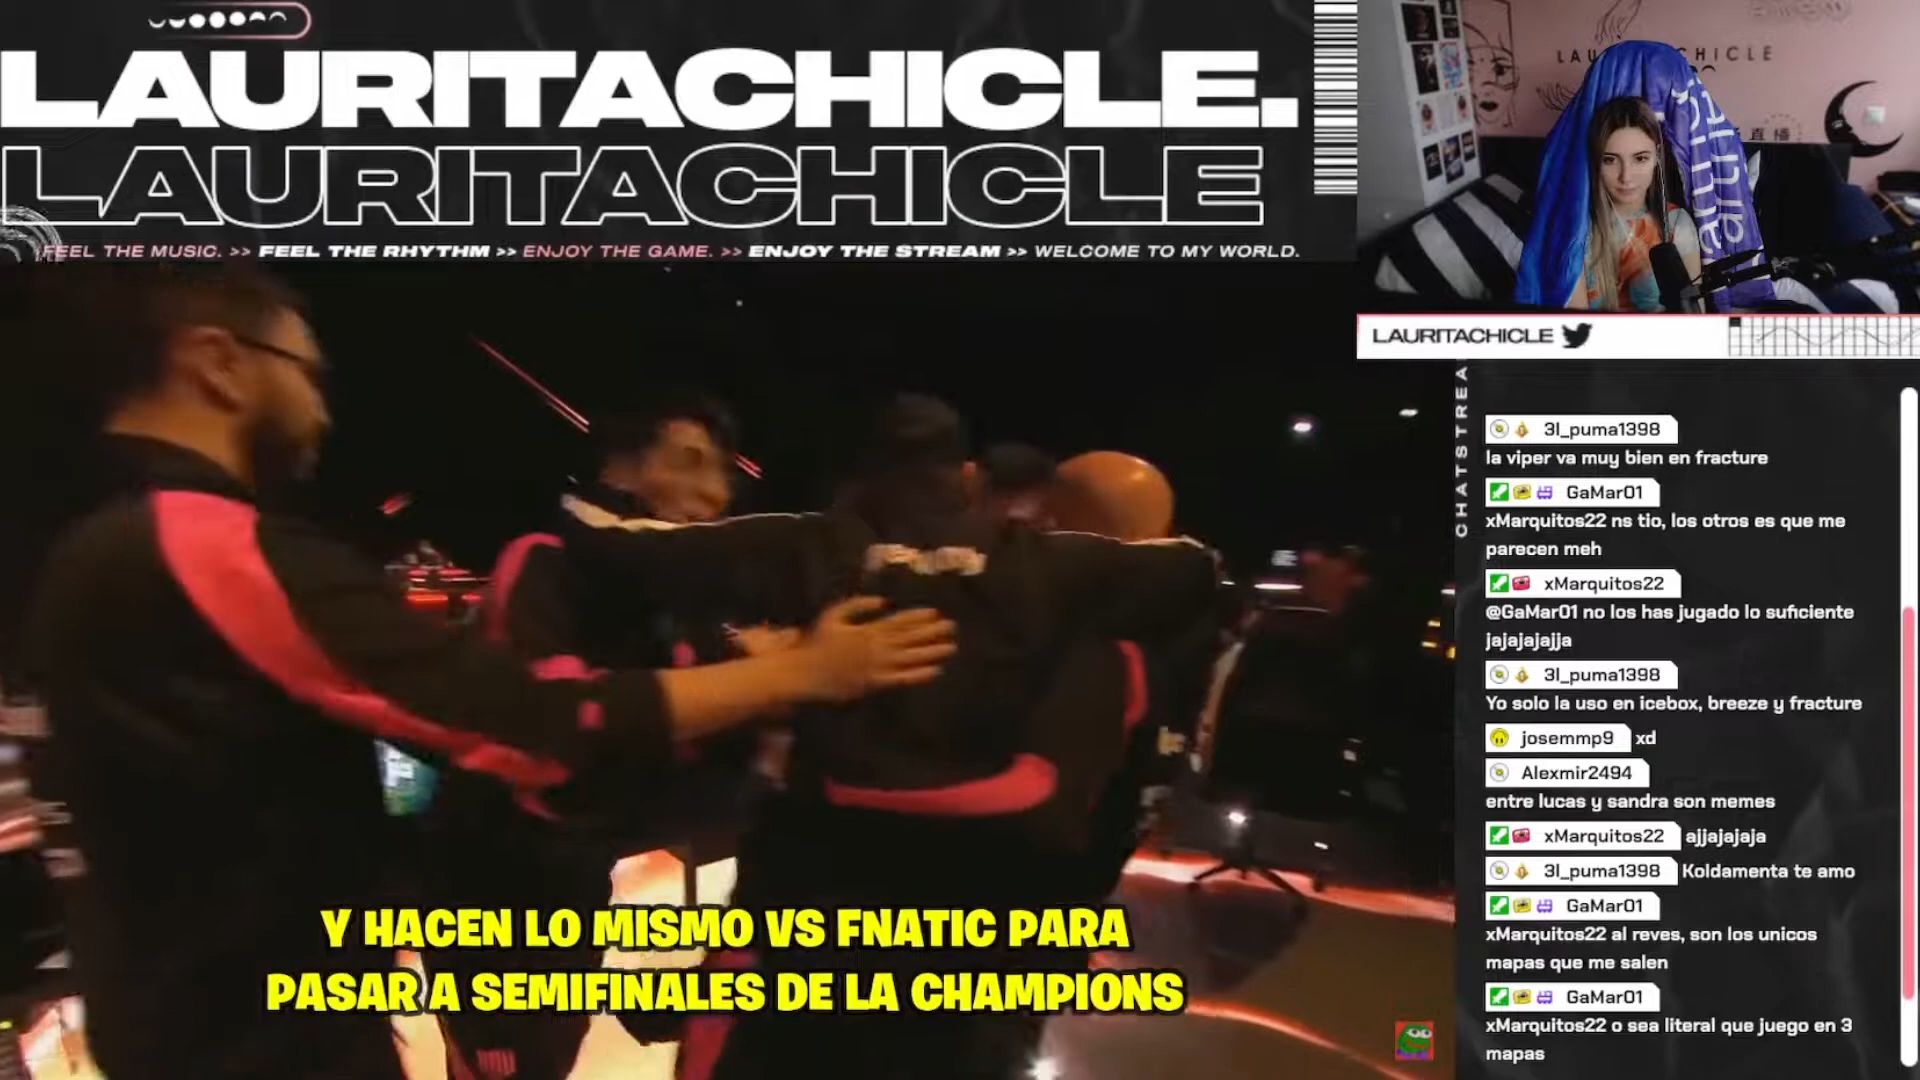 LAURITACHICLE.
LAURITACHICLE
FEEL THE MUSIC. >> FEEL THE RHYTHM >> ENJOY THE GAME. >> ENJOY THE STREAM >> WELCOME TO MY WORLD.
LAURITACHICLE
CHATSTREA
3l_puma1398
la viper va muy bien en fracture
GaMar01
xMarquitos22 ns tio, los otros es que me
parecen meh
xMarquitos22
@GaMar01 no los has jugado lo suficiente
jajajajajja
3l_puma1398
Yo solo la uso en icebox, breeze y fracture
josemmp9 xd
Alexmir2494
entre lucas y sandra son memes
xMarquitos22 ajjajajaja
3l_puma1398 Koldamenta te amo
GaMar01
xMarquitos22 al reves, son los unicos
mapas que me salen
GaMar01
xMarquitos22 o sea literal que juego en 3
mapas
Y HACEN LO MISMO VS FNATIC PARA
PASAR A SEMIFINALES DE LA CHAMPIONS